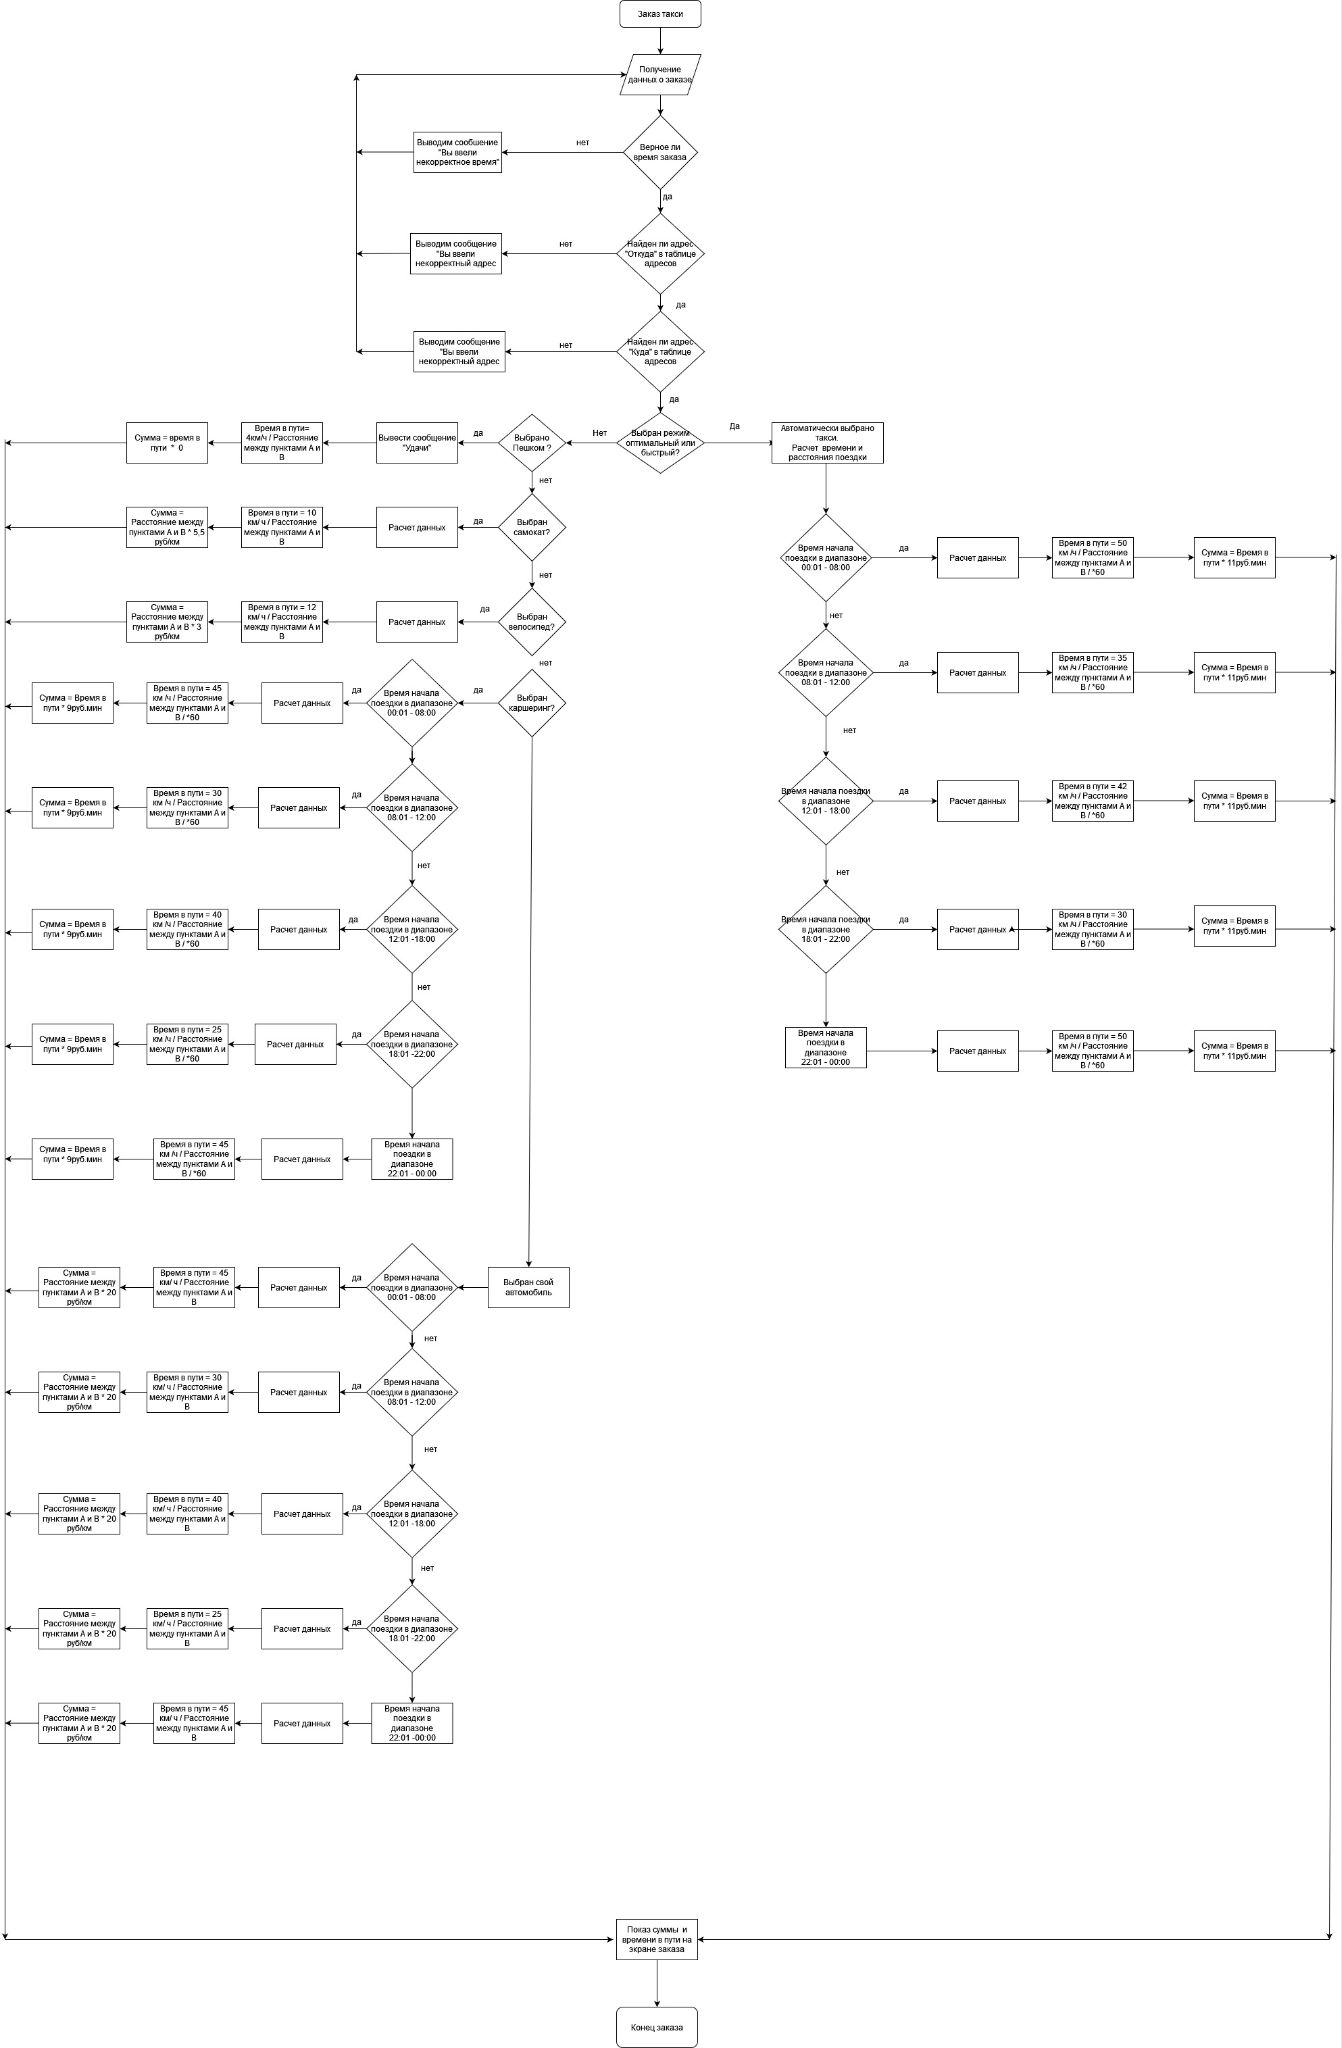 Заказ такси
Получение
данных о заказе
Верное ли
время заказа
нет
Выводим сообшение
"Вы ввели
некорректное время"
да
Найден ли адрес
"Откуда" в таблице
адресов
нет
Выводим сообщение
"Вы ввели
некорректный адрес
да
Найден ли адрес
"Куда" в таблице
адресов
нет
Выводим сообщение
"Вы ввели
некорректный адрес
да
Выбран режим
оптимальный или
быстрый?
Нет
Да
Выбрано
Пешком ?
да
Вывести сообщение
"Удачи"
Время в пути=
4км/ч / Расстояние
между пунктами А и
В
Сумма = время в
пути * 0
нет
Выбран
самокат?
да
Расчет данных
Время в пути = 10
км/ ч / Расстояние
между пунктами А и
В
Сумма =
Расстояние между
пунктами А и В * 5,5
руб/км
нет
Выбран
велосипед?
да
Расчет данных
Время в пути = 12
км/ ч / Расстояние
между пунктами А и
В
Сумма =
Расстояние между
пунктами А и В * 3
руб/км
нет
Выбран
каршеринг?
да
Время начала
поездки в диапазоне
00:01 - 08:00
да
Расчет данных
Время в пути = 45
км /ч / Расстояние
между пунктами А и
В / *60
Сумма = Время в
пути * 9руб.мин
Время начала
поездки в диапазоне
08:01 - 12:00
да
Расчет данных
Время в пути = 30
км /ч / Расстояние
между пунктами А и
В / *60
Сумма = Время в
пути * 9руб.мин
нет
Время начала
поездки в диапазоне
12:01 -18:00
да
Расчет данных
Время в пути = 40
км /ч / Расстояние
между пунктами А и
В / *60
Сумма = Время в
пути * 9руб.мин
нет
Время начала
поездки в диапазоне
18:01 -22:00
да
Расчет данных
Время в пути = 25
км /ч / Расстояние
между пунктами А и
В / *60
Сумма = Время в
пути * 9руб.мин
Время начала
поездки в
диапазоне
22:01 - 00:00
Расчет данных
Время в пути = 45
км /ч / Расстояние
между пунктами А и
В / *60
Сумма = Время в
пути * 9руб.мин
Выбран свой
автомобиль
Время начала
поездки в диапазоне
00:01 - 08:00
да
Расчет данных
Время в пути = 45
км/ ч / Расстояние
между пунктами А и
В
Сумма =
Расстояние между
пунктами А и В * 20
руб/км
нет
Время начала
поездки в диапазоне
08:01 - 12:00
да
Расчет данных
Время в пути = 30
км/ ч / Расстояние
между пунктами А и
В
Сумма =
Расстояние между
пунктами А и В * 20
руб/км
нет
Время начала
поездки в диапазоне
12:01 -18:00
да
Расчет данных
Время в пути = 40
км/ ч / Расстояние
между пунктами А и
В
Сумма =
Расстояние между
пунктами А и В * 20
руб/км
нет
Время начала
поездки в диапазоне
18:01 -22:00
да
Расчет данных
Время в пути = 25
км/ ч / Расстояние
между пунктами А и
В
Сумма =
Расстояние между
пунктами А и В * 20
руб/км
Время начала
поездки в
диапазоне
22:01 -00:00
Расчет данных
Время в пути = 45
км/ ч / Расстояние
между пунктами А и
В
Сумма =
Расстояние между
пунктами А и В * 20
руб/км
Автоматически выбрано
такси.
Расчет времени и
расстояния поездки
Время начала
поездки в диапазоне
00:01 - 08:00
да
Расчет данных
Время в пути = 50
км /ч / Расстояние
между пунктами А и
В / *60
Сумма = Время в
пути * 11руб.мин
нет
Время начала
поездки в диапазоне
08:01 - 12:00
да
Расчет данных
Время в пути = 35
км /ч / Расстояние
между пунктами А и
В / *60
Сумма = Время в
пути * 11руб.мин
нет
Время начала поездки
в диапазоне
12:01 - 18:00
да
Расчет данных
Время в пути = 42
км /ч / Расстояние
между пунктами А и
В / *60
Сумма = Время в
пути * 11руб.мин
нет
Время начала поездки
в диапазоне
18:01 - 22:00
да
Расчет данных
Время в пути = 30
км /ч / Расстояние
между пунктами А и
В / *60
Сумма = Время в
пути * 11руб.мин
Время начала
поездки в
диапазоне
22:01 - 00:00
Расчет данных
Время в пути = 50
км /ч / Расстояние
между пунктами А и
В / *60
Сумма = Время в
пути * 11руб.мин
Показ суммы и
времени в пути на
экране заказа
Конец заказа